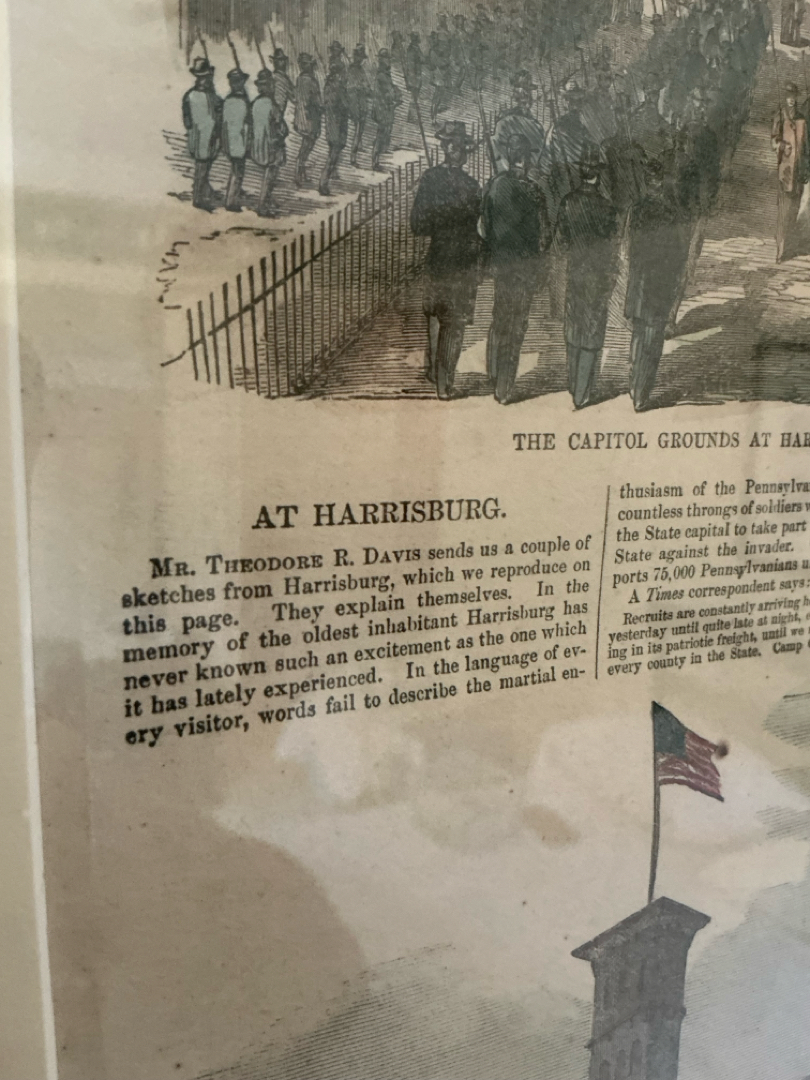 THE CAPITOL GROUNDS AT
AT HARRISBURG.
MR. THEODORE R. DAVIS sends us a couple of
sketches from Harrisburg, which we reproduce on
this page. They explain themselves. In the
memory of the oldest inhabitant Harrisburg has
never known such an excitement as the one which
it has lately experienced. In the language of ev-
ery visitor, words fail to describe the martial en-
thusiasm of the
countless throngs of soldiers
the State capital to take part
State against the invader.
ports 75,000 Pennsylvanians
A Times correspondent says:
Recruits are constantly arriving
yesterday until quite late at night,
ing in its patriotic freight, until we
every county in the State. Camp